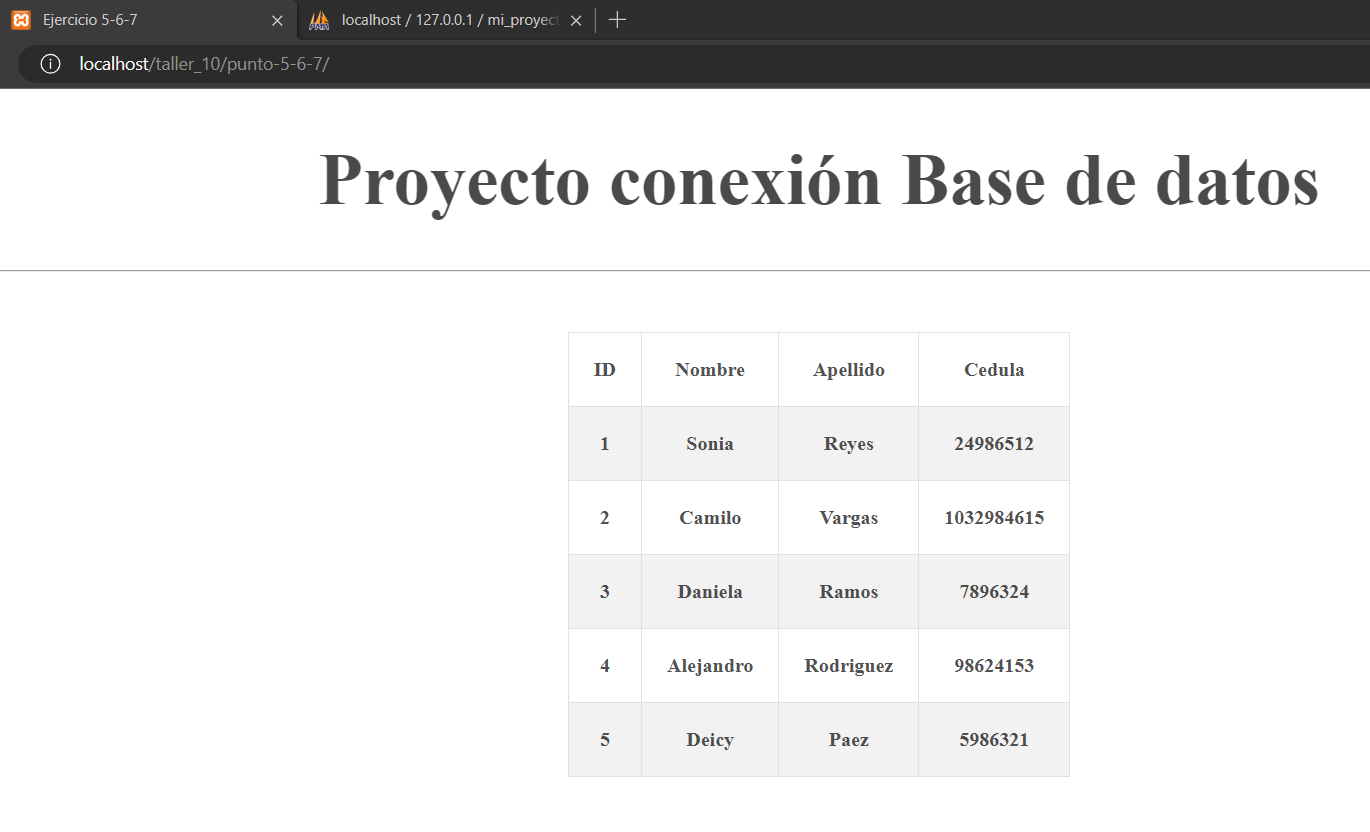 Ejercicio 5-6-7
localhost / 127.0.0.1 / mi_proyect
localhost/taller_10/punto-5-6-7/
Proyecto conexión Base de datos
ID Nombre Apellido Cedula
1 Sonia Reyes 24986512
2 Camilo Vargas 1032984615
3 Daniela Ramos 7896324
4 Alejandro Rodriguez 98624153
5 Deicy Paez 5986321